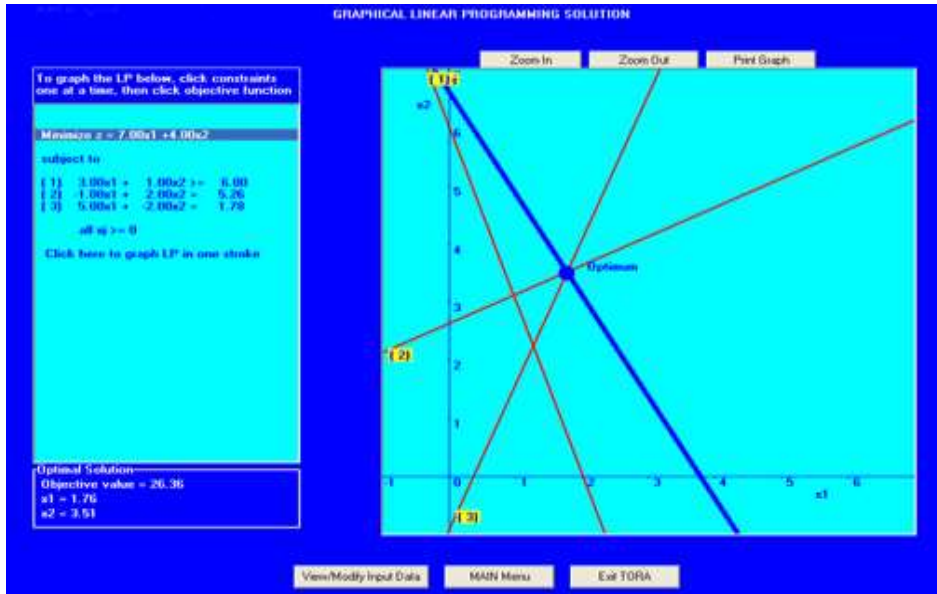 GRAPHICAL LINEAR PROGRAMMING SOLUTION
Zoom In Zoom Out Print Graph
To graph the LP below, click constraints
one at a time, then click objective function
Minimize z = 7.00x1 +4.00x2
subject to
( 1) 3.00x1 + 1.00x2 >= 6.00
( 2) -1.00x1 + 2.00x2 = 5.26
( 3) 5.00x1 + -2.00x2 = 1.78
all xj >= 0
Click here to graph LP in one stroke
Optimal Solution
Objective value = 26.36
x1 = 1.76
x2 = 3.51
( 1)
x2
6
5
4
Optimum
3
( 2)
2
1
-1 0 1 2 3 4 5 6
x1
( 3)
View/Modify Input Data MAIN Menu Exit TORA